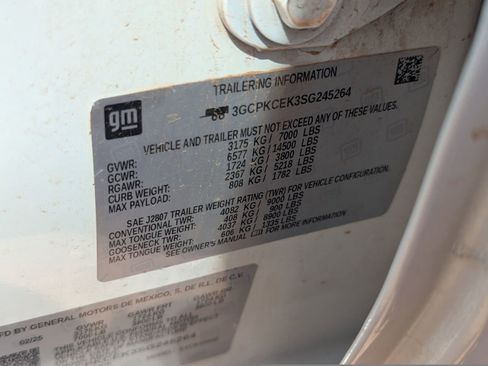 TRAILERING INFORMATION
3GCPKCEK3SG245264
gm
VEHICLE AND TRAILER MUST NOT EXCEED ANY OF THESE VALUES
GVWR: 3175 KG / 7000 LBS
GCWR: 6577 KG / 14500 LBS
RGAWR: 1724 KG / 3800 LBS
CURB WEIGHT: 2367 KG / 5218 LBS
MAX PAYLOAD: 808 KG / 1782 LBS
SAE J2807 TRAILER WEIGHT RATING (TWR) FOR VEHICLE CONFIGURATION.
CONVENTIONAL TWR: 4082 KG / 9000 LBS
MAX TONGUE WEIGHT: 408 KG / 900 LBS
GOOSENECK TWR: 4037 KG / 8900 LBS
MAX TONGUE WEIGHT: 606 KG / 1335 LBS
SEE OWNER'S MANUAL FOR MORE INFORMATION
MFD BY GENERAL MOTORS DE MEXICO, S. DE R.L. DE C.V.
02/25 GVWR